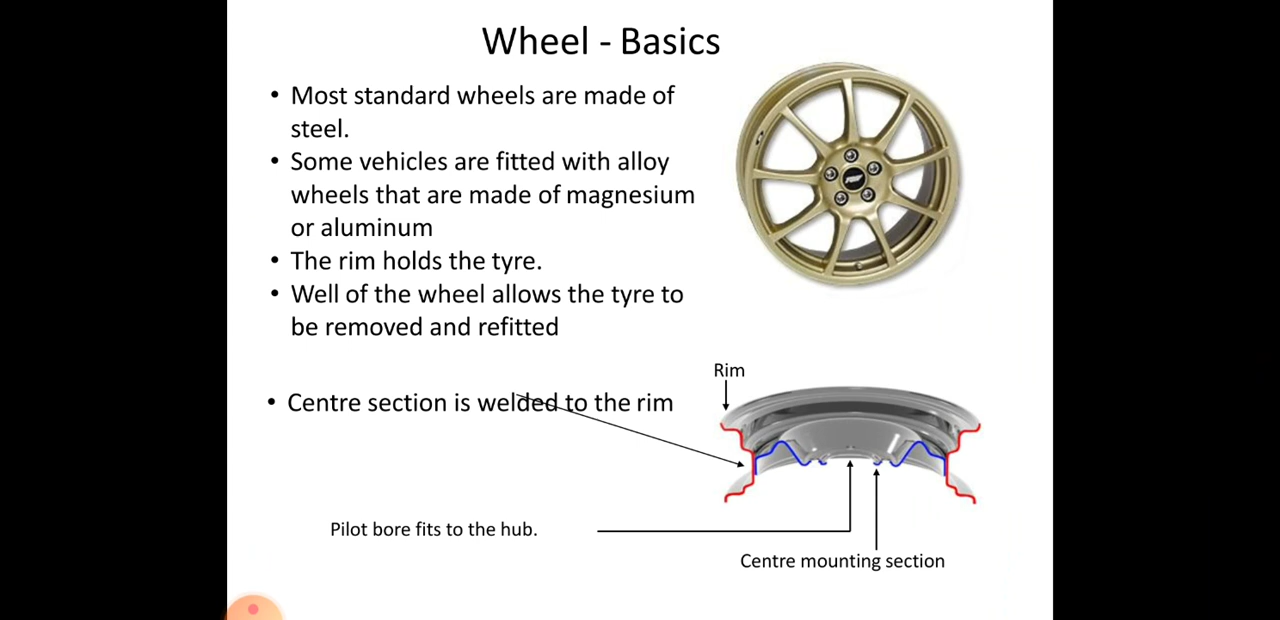 Wheel - Basics
• Most standard wheels are made of
steel.
• Some vehicles are fitted with alloy
wheels that are made of magnesium
or aluminum
• The rim holds the tyre.
• Well of the wheel allows the tyre to
be removed and refitted
Rim
• Centre section is welded to the rim
Pilot bore fits to the hub.
Centre mounting section